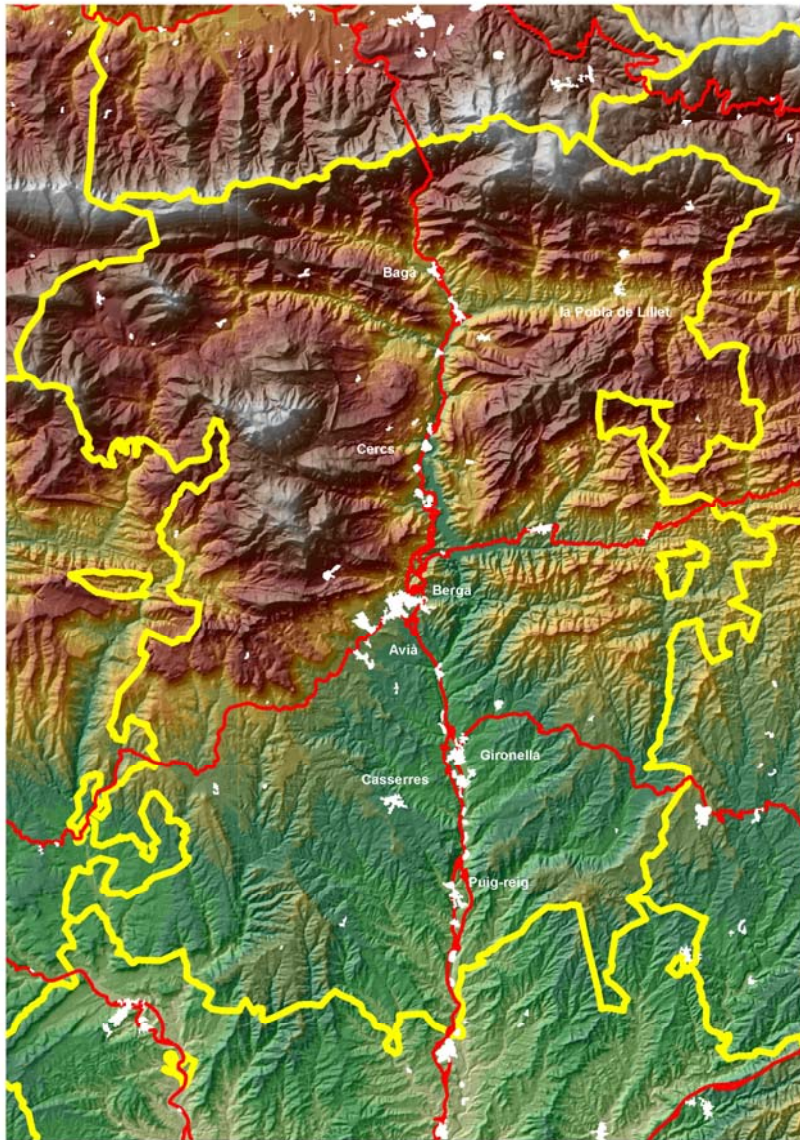 Bagà
la Pobla de Lillet
Cercs
Berga
Avià
Gironella
Casserres
Puig-reig